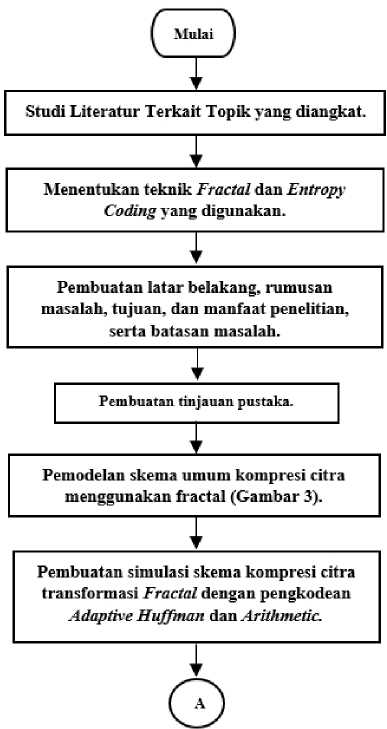 Mulai
Studi Literatur Terkait Topik yang diangkat.
Menentukan teknik Fractal dan Entropy
Coding yang digunakan.
Pembuatan latar belakang, rumusan
masalah, tujuan, dan manfaat penelitian,
serta batasan masalah.
Pembuatan tinjauan pustaka.
Pemodelan skema umum kompresi citra
menggunakan fractal (Gambar 3).
Pembuatan simulasi skema kompresi citra
transformasi Fractal dengan pengkodean
Adaptive Huffman dan Arithmetic.
A